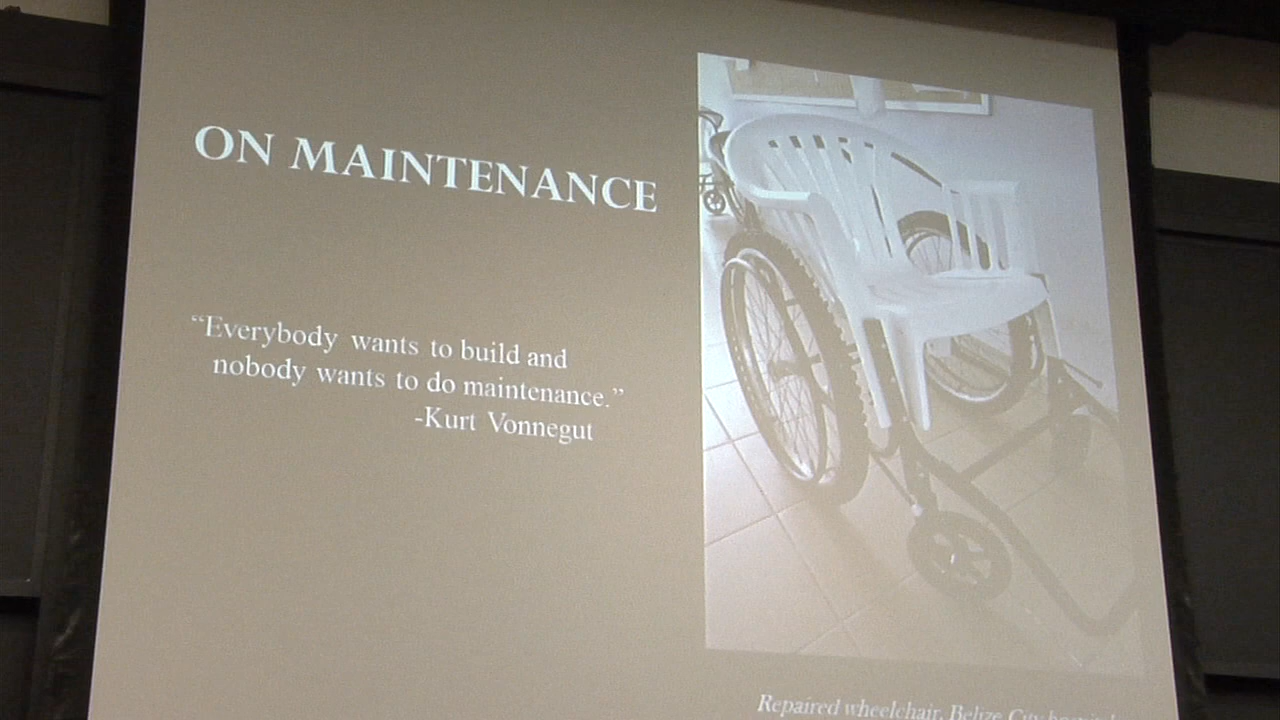 ON MAINTENANCE
“Everybody wants to build and
nobody wants to do maintenance.”
-Kurt Vonnegut
Repaired wheelchair, Belize City